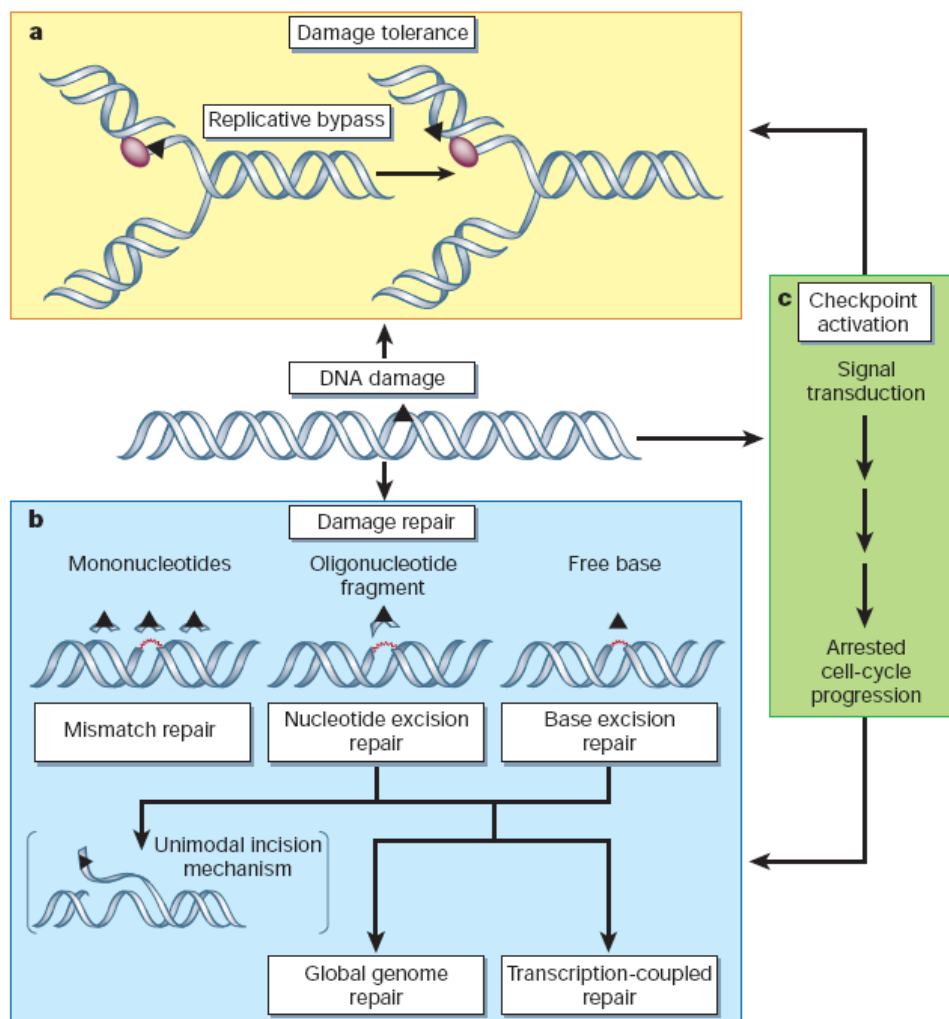 a
Damage tolerance
Replicative bypass
c
Checkpoint
activation
Signal
transduction
Arrested
cell-cycle
progression
DNA damage
b
Damage repair
Mononucleotides
Oligonucleotide
fragment
Free base
Mismatch repair
Nucleotide excision
repair
Base excision
repair
Unimodal incision
mechanism
Global genome
repair
Transcription-coupled
repair